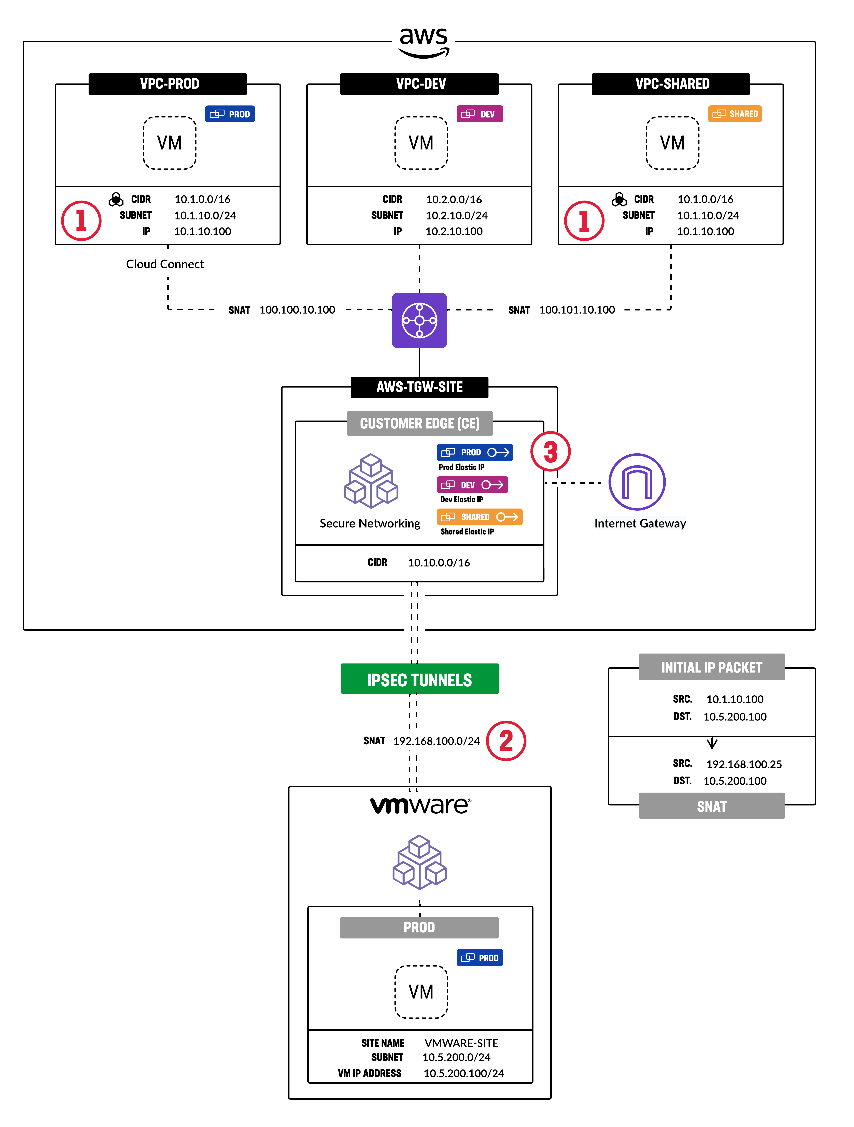 aws
VPC-PROD
PROD
VM
1
CIDR 10.1.0.0/16
SUBNET 10.1.10.0/24
IP 10.1.10.100
VPC-DEV
DEV
VM
CIDR 10.2.0.0/16
SUBNET 10.2.10.0/24
IP 10.2.10.100
VPC-SHARED
SHARED
VM
1
CIDR 10.1.0.0/16
SUBNET 10.1.10.0/24
IP 10.1.10.100
Cloud Connect
SNAT 100.100.10.100
SNAT 100.101.10.100
AWS-TGW-SITE
CUSTOMER EDGE (CE)
3
PROD
Prod Elastic IP
DEV
Dev Elastic IP
SHARED
Shared Elastic IP
Secure Networking
Internet Gateway
CIDR 10.10.0.0/16
IPSEC TUNNELS
SNAT 192.168.100.0/24
2
INITIAL IP PACKET
SRC. 10.1.10.100
DST. 10.5.200.100
SRC. 192.168.100.25
DST. 10.5.200.100
SNAT
vmware®
PROD
PROD
VM
SITE NAME VMWARE-SITE
SUBNET 10.5.200.0/24
VM IP ADDRESS 10.5.200.100/24